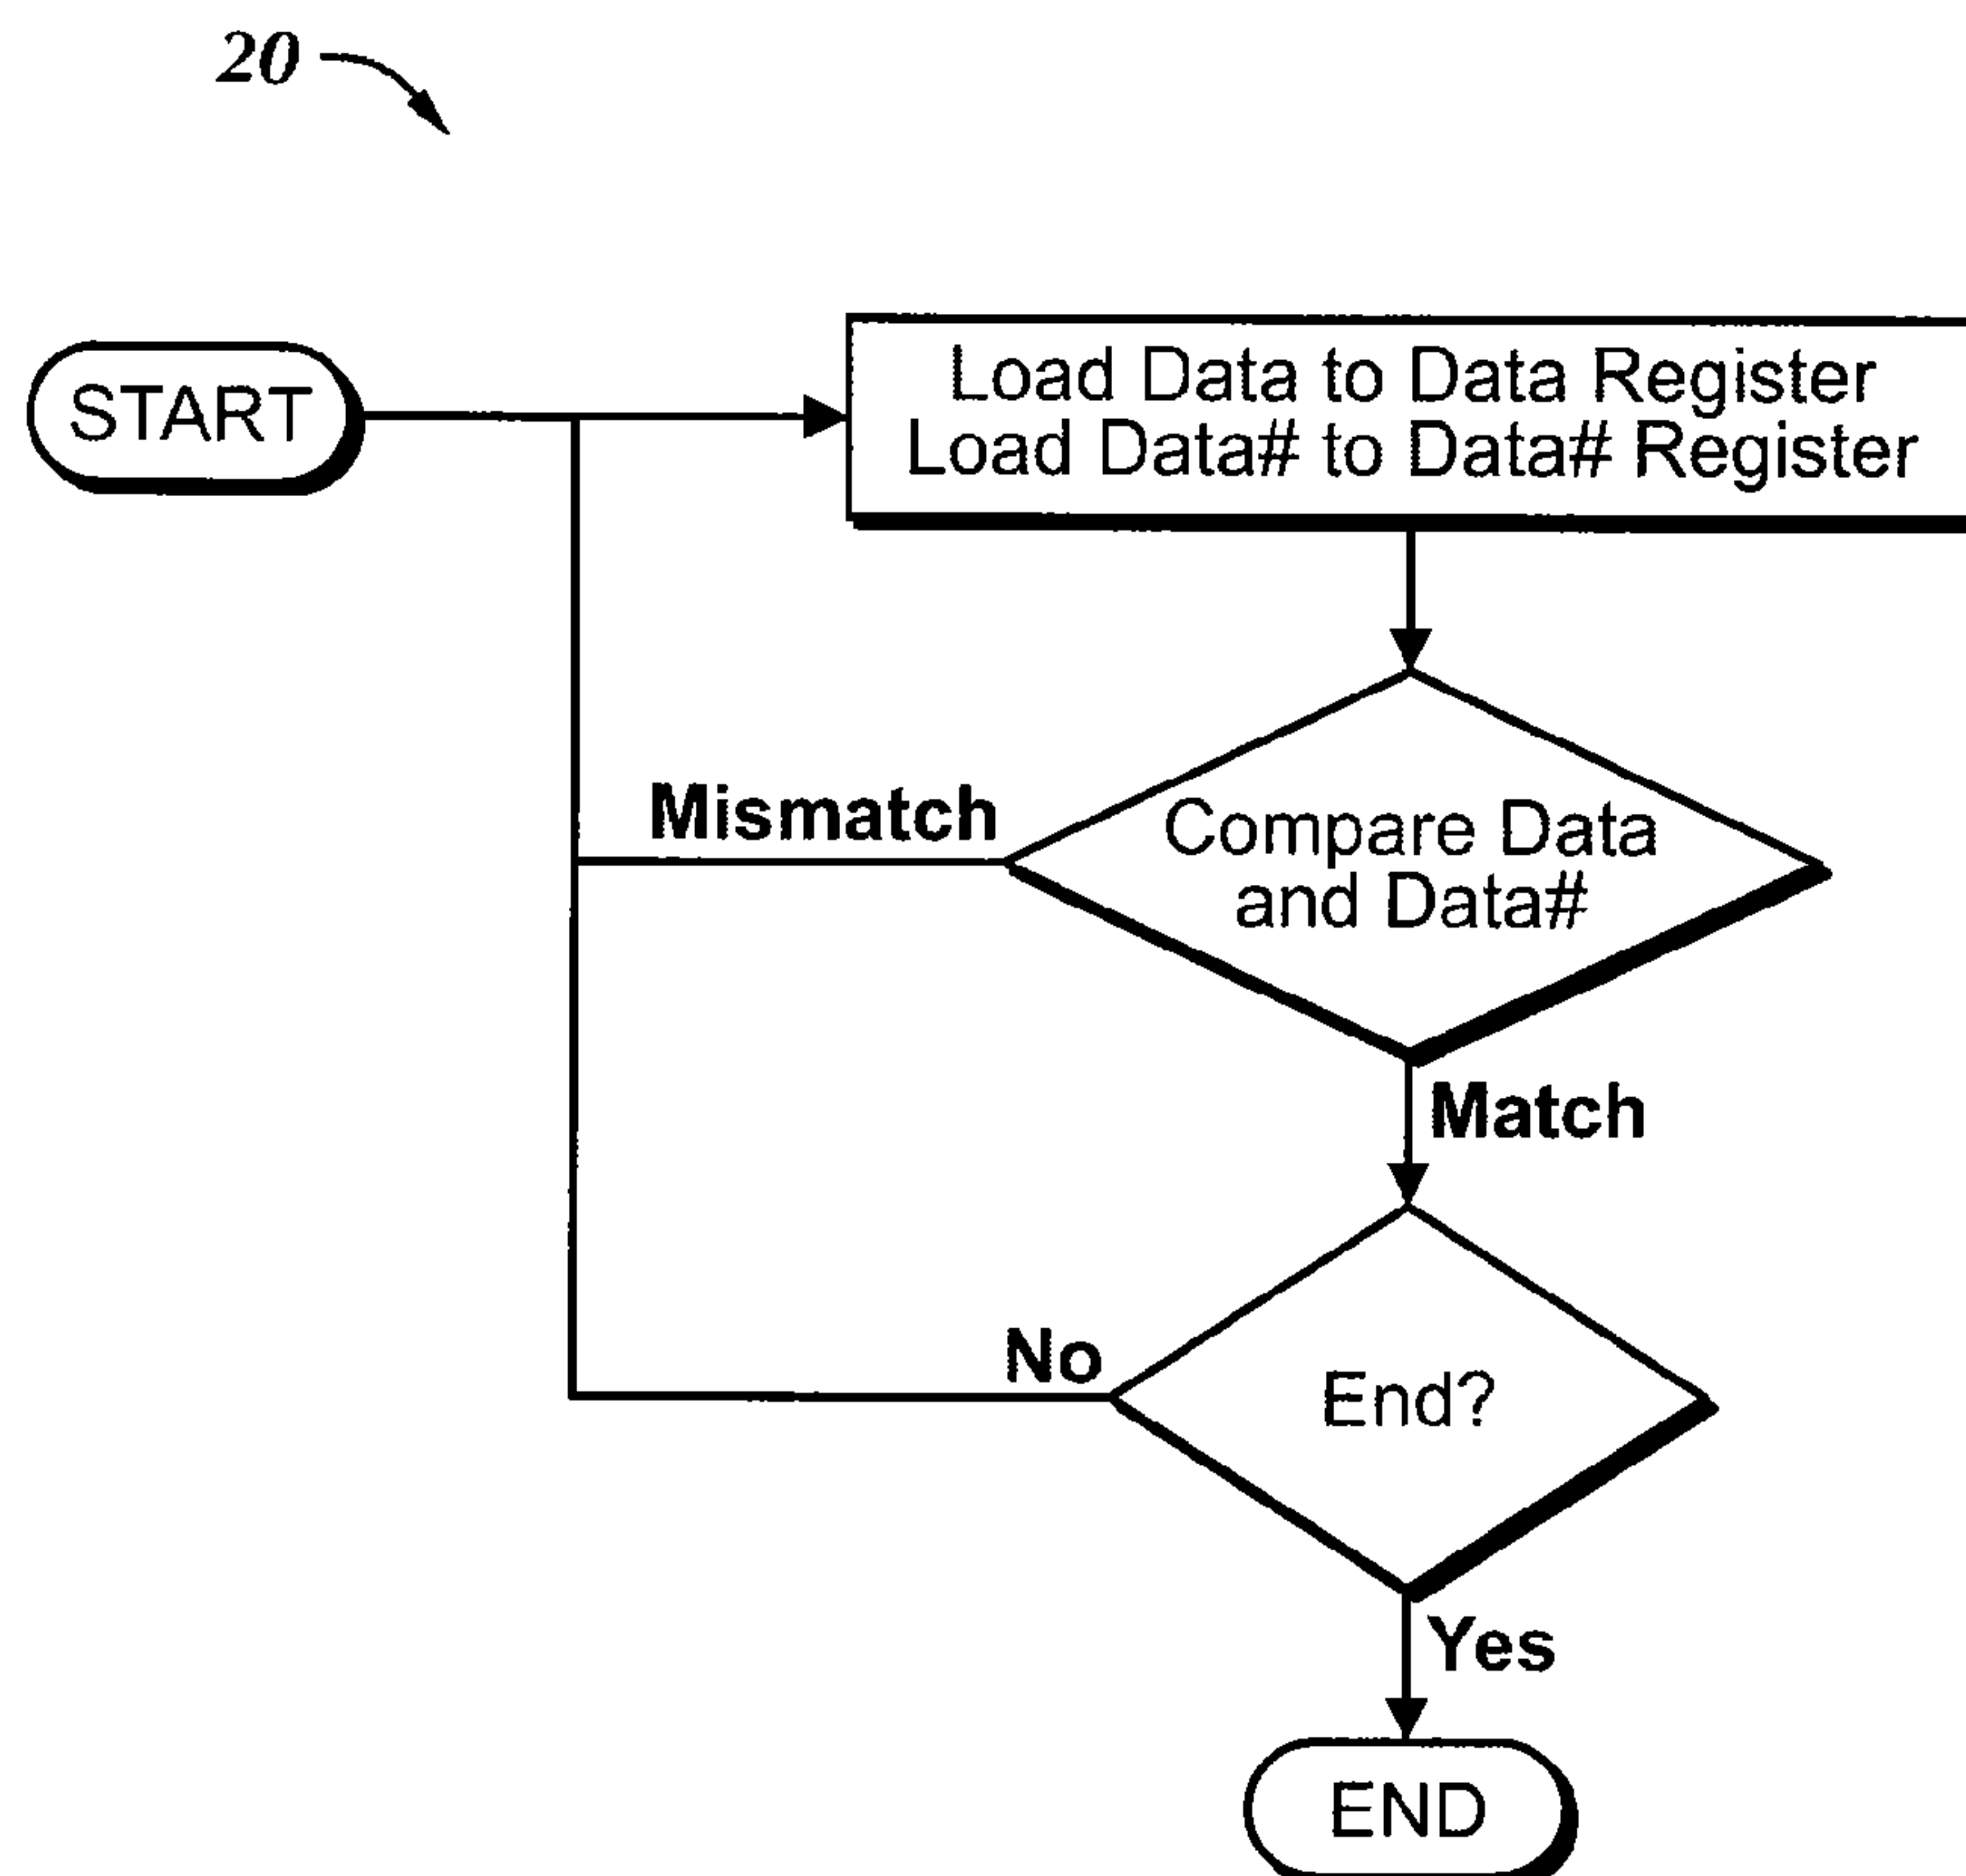 20
START
Load Data to Data Register
Load Data# to Data# Register
Mismatch
Compare Data
and Data#
Match
No
End?
Yes
END